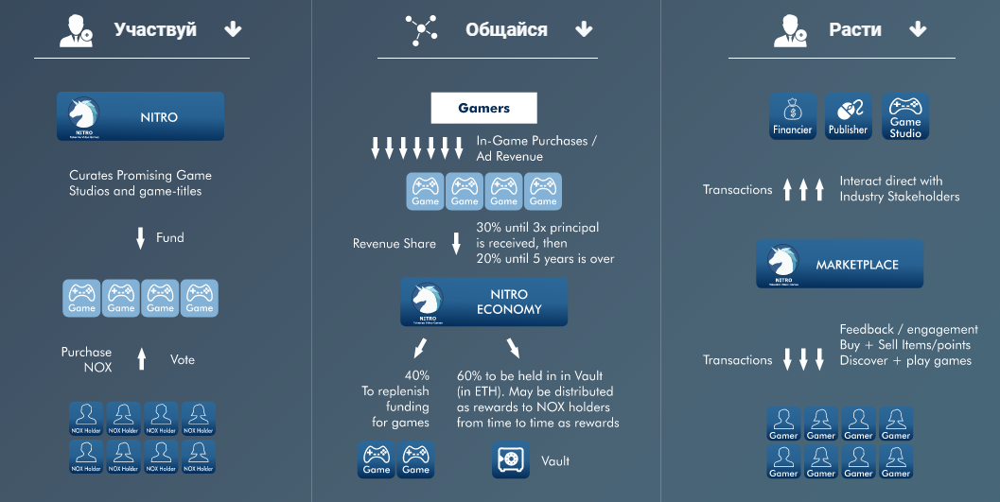 Участвуй
NITRO
NITRO
Curates Promising Game
Studios and game-titles
Fund
Game Game Game Game
Purchase
NOX
Vote
NOX Holder NOX Holder NOX Holder NOX Holder
NOX Holder NOX Holder NOX Holder NOX Holder
Общайся
Gamers
In-Game Purchases /
Ad Revenue
Game Game Game Game
Revenue Share
30% until 3x principal
is received, then
20% until 5 years is over
NITRO
NITRO
ECONOMY
40%
To replenish
funding
for games
60% to be held in in Vault
(in ETH). May be distributed
as rewards to NOX holders
from time to time as rewards
Game Game
Vault
Расти
Financier
Publisher
Game
Studio
Transactions
Interact direct with
Industry Stakeholders
NITRO
MARKETPLACE
Transactions
Feedback / engagement
Buy + Sell Items/points
Discover + play games
Gamer Gamer Gamer Gamer
Gamer Gamer Gamer Gamer